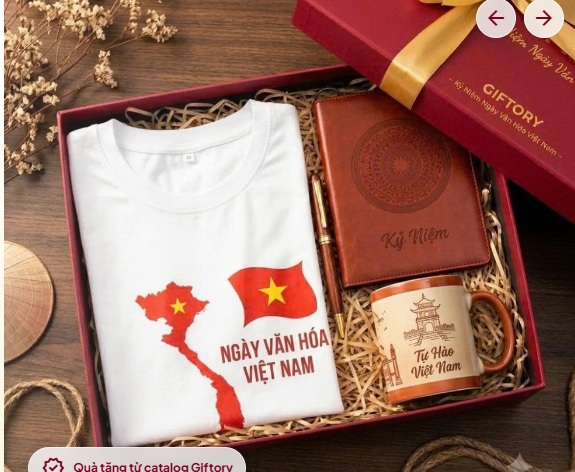 Kỷ Niệm Ngày Văn
GIFTORY
- Kỷ Niệm Ngày Văn Hóa Việt Nam -
Kỷ Niệm
NGÀY VĂN HÓA
VIỆT NAM
Tự Hào
Việt Nam
Quà tặng từ catalog Giftory